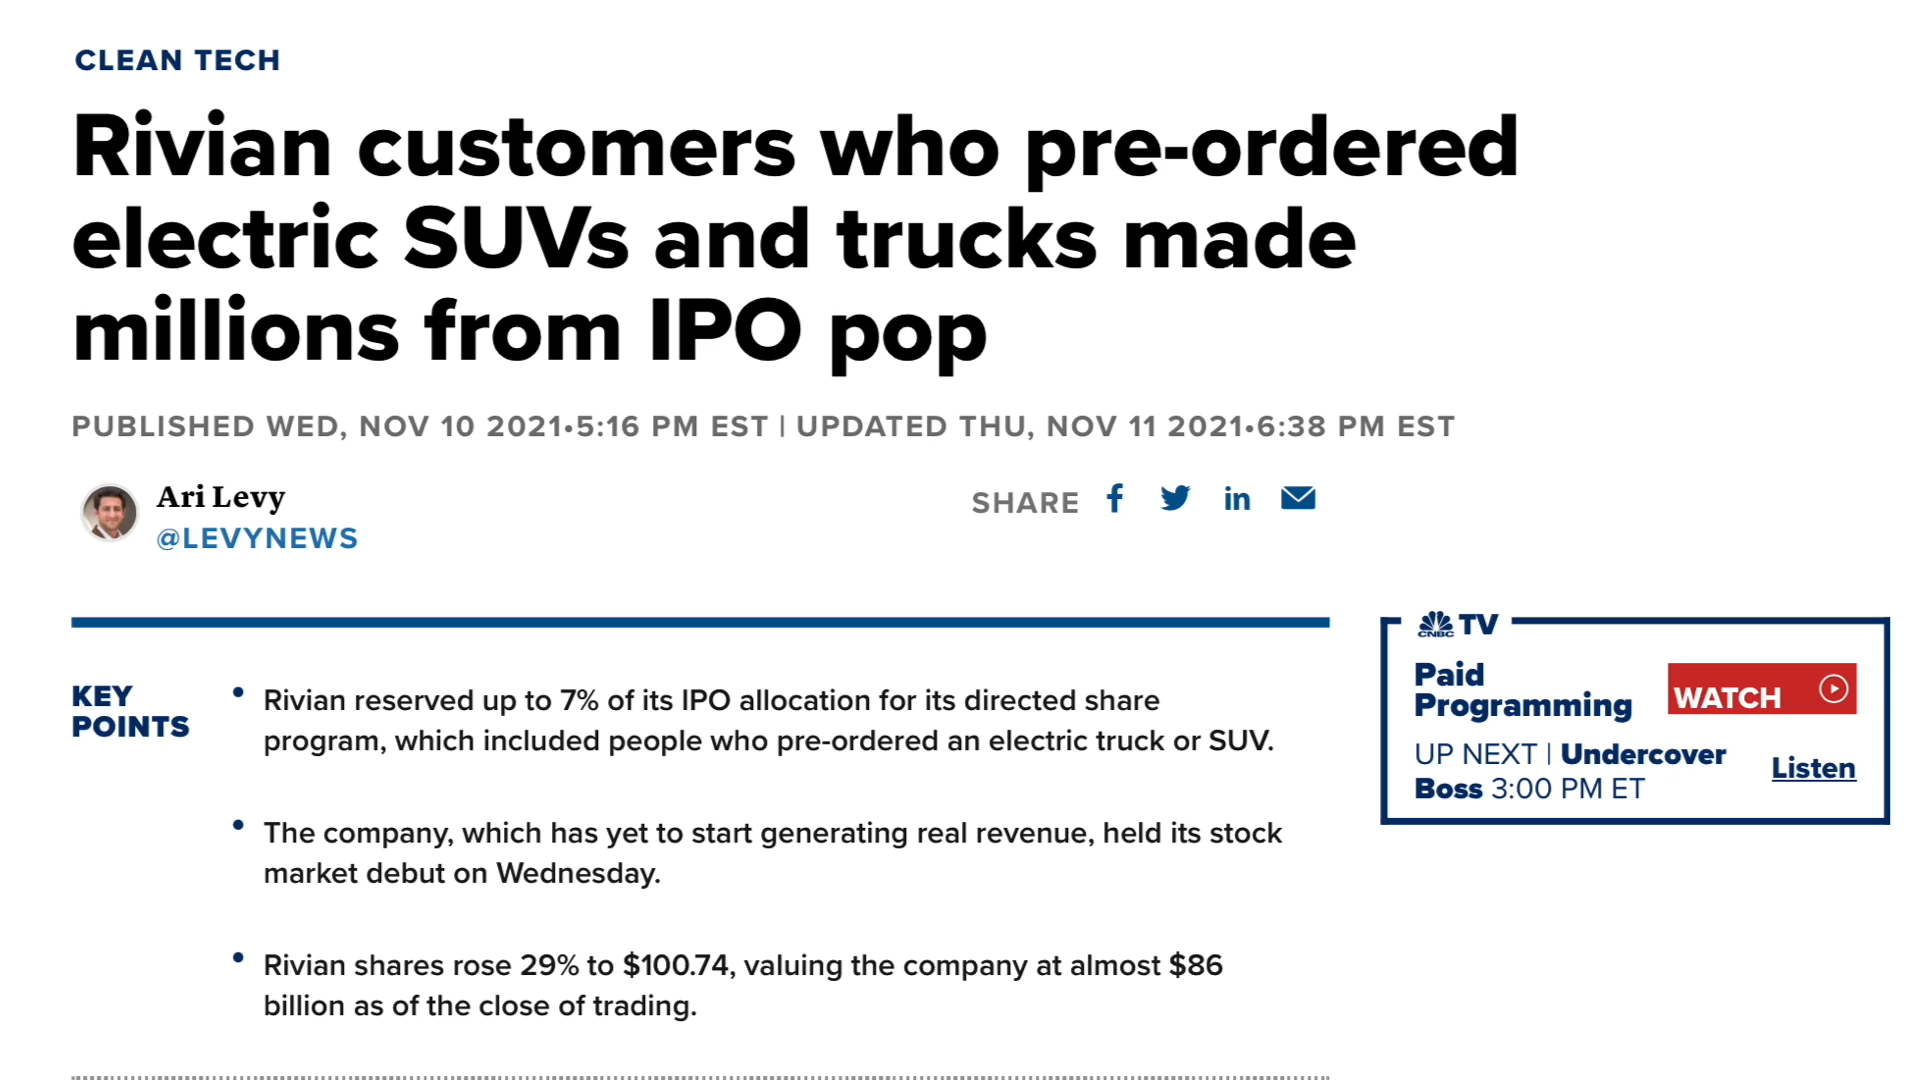 CLEAN TECH
Rivian customers who pre-ordered
electric SUVs and trucks made
millions from IPO pop
PUBLISHED WED, NOV 10 2021•5:16 PM EST | UPDATED THU, NOV 11 2021•6:38 PM EST
Ari Levy
@LEVYNEWS
SHARE
KEY
POINTS
• Rivian reserved up to 7% of its IPO allocation for its directed share
program, which included people who pre-ordered an electric truck or SUV.
• The company, which has yet to start generating real revenue, held its stock
market debut on Wednesday.
• Rivian shares rose 29% to $100.74, valuing the company at almost $86
billion as of the close of trading.
CNBC TV
Paid
Programming
WATCH
UP NEXT | Undercover
Boss 3:00 PM ET
Listen